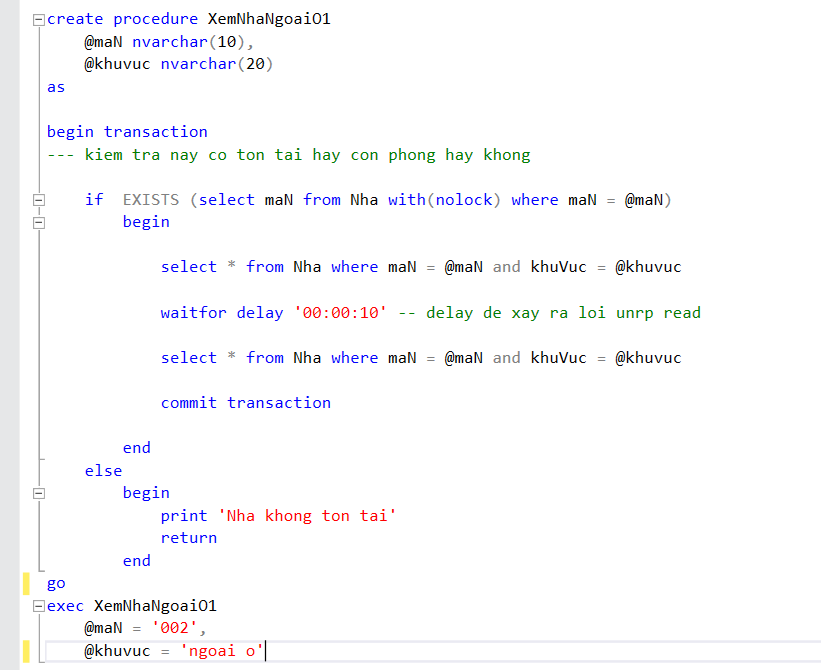 create procedure XemNhaNgoaiO1
@maN nvarchar(10),
@khuvuc nvarchar(20)
as
begin transaction
--- kiem tra nay co ton tai hay con phong hay khong
if  EXISTS (select maN from Nha with(nolock) where maN = @maN)
begin
select * from Nha where maN = @maN and khuVuc = @khuvuc
waitfor delay '00:00:10' -- delay de xay ra loi unrp read
select * from Nha where maN = @maN and khuVuc = @khuvuc
commit transaction
end
else
begin
print 'Nha khong ton tai'
return
end
go
exec XemNhaNgoaiO1
@maN = '002',
@khuvuc = 'ngoai o'